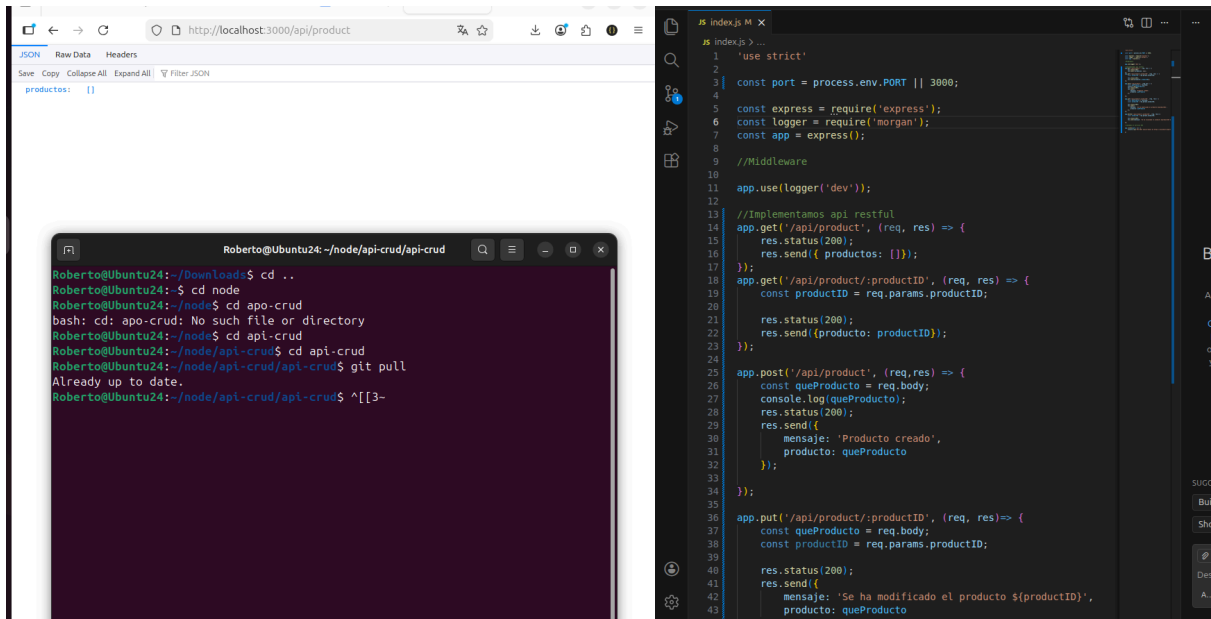 http://localhost:3000/api/product
JSON Raw Data Headers
Save Copy Collapse All Expand All Filter JSON
productos: []
Roberto@Ubuntu24: ~/node/api-crud/api-crud
Roberto@Ubuntu24:~/Downloads$ cd ..
Roberto@Ubuntu24:~$ cd node
Roberto@Ubuntu24:~/node$ cd apo-crud
bash: cd: apo-crud: No such file or directory
Roberto@Ubuntu24:~/node$ cd api-crud
Roberto@Ubuntu24:~/node/api-crud$ cd api-crud
Roberto@Ubuntu24:~/node/api-crud/api-crud$ git pull
Already up to date.
Roberto@Ubuntu24:~/node/api-crud/api-crud$ ^[[3~
JS index.js M
JS index.js > ...
1 'use strict'
2
3 const port = process.env.PORT || 3000;
4
5 const express = require('express');
6 const logger = require('morgan');
7 const app = express();
8
9 //Middleware
10
11 app.use(logger('dev'));
12
13 //Implementamos api restful
14 app.get('/api/product', (req, res) => {
15 res.status(200);
16 res.send({ productos: []});
17 });
18 app.get('/api/product/:productID', (req, res) => {
19 const productID = req.params.productID;
20
21 res.status(200);
22 res.send({producto: productID});
23 });
24
25 app.post('/api/product', (req,res) => {
26 const queProducto = req.body;
27 console.log(queProducto);
28 res.status(200);
29 res.send({
30 mensaje: 'Producto creado',
31 producto: queProducto
32 });
33
34 });
35
36 app.put('/api/product/:productID', (req, res)=> {
37 const queProducto = req.body;
38 const productID = req.params.productID;
39
40 res.status(200);
41 res.send({
42 mensaje: 'Se ha modificado el producto ${productID}',
43 producto: queProducto